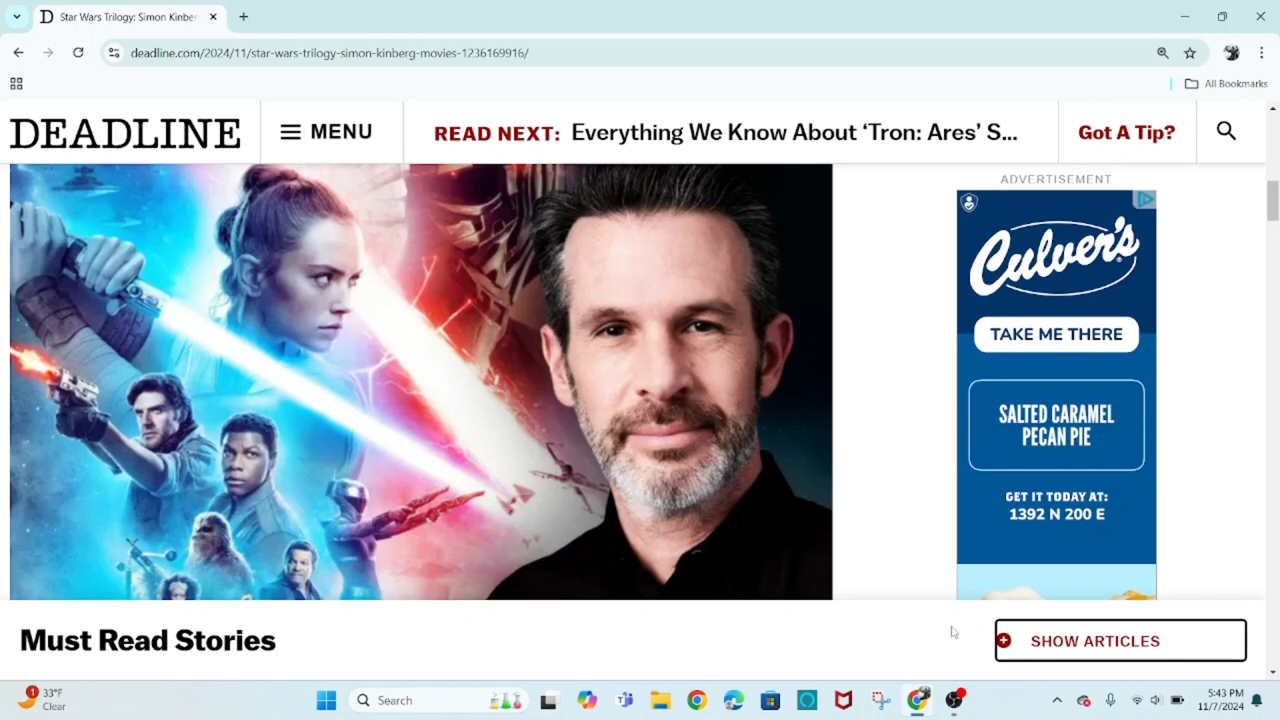 Star Wars Trilogy: Simon Kinber
deadline.com/2024/11/star-wars-trilogy-simon-kinberg-movies-1236169916/
All Bookmarks
DEADLINE
MENU
READ NEXT: Everything We Know About ‘Tron: Ares’ S...
Got A Tip?
ADVERTISEMENT
Culver's
TAKE ME THERE
SALTED CARAMEL
PECAN PIE
GET IT TODAY AT:
1392 N 200 E
Must Read Stories
SHOW ARTICLES
1
33°F
Clear
Search
5:43 PM
11/7/2024